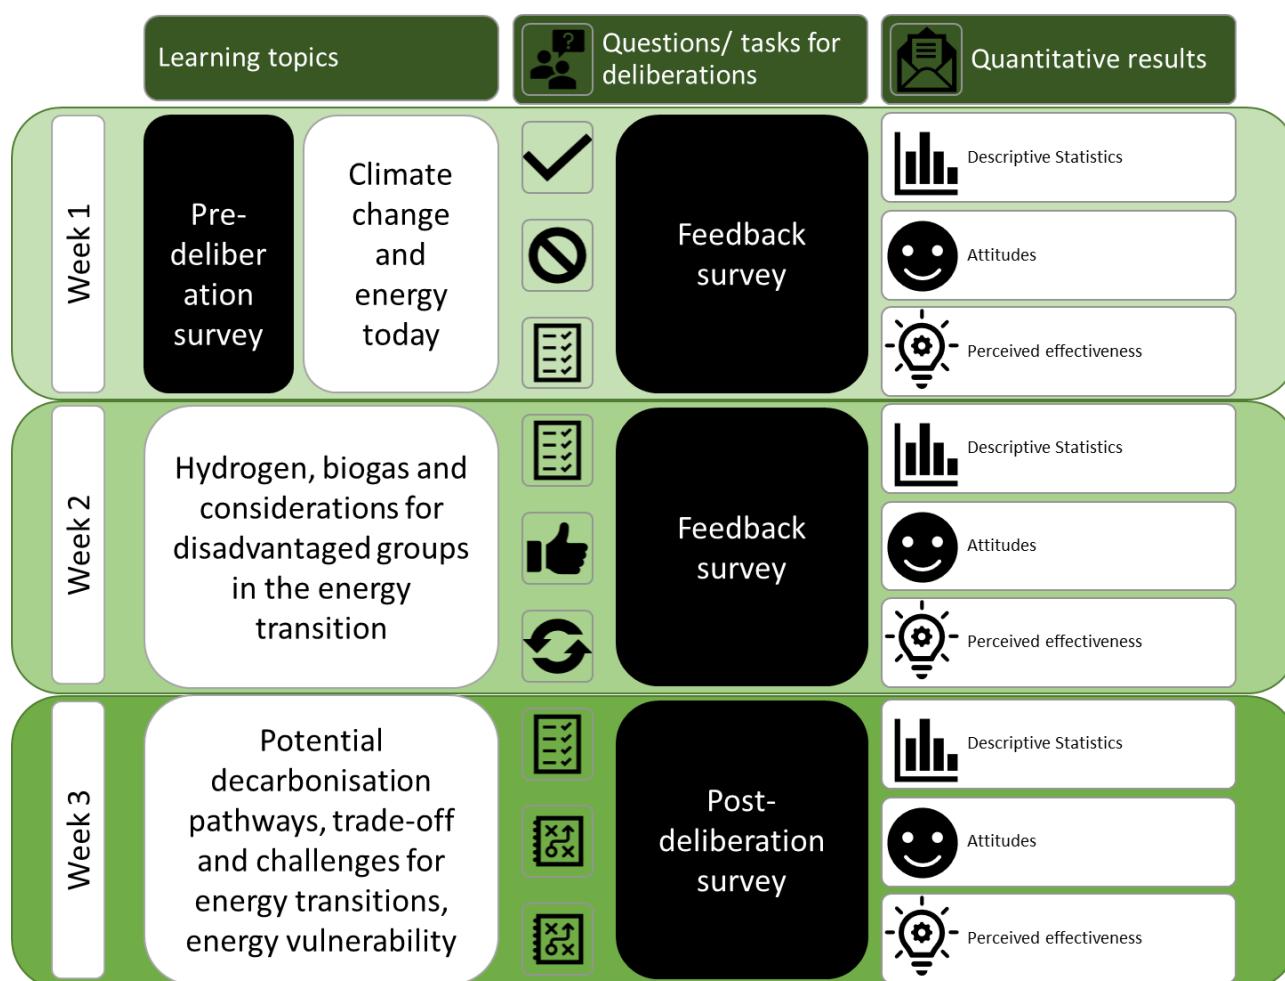 Learning topics
Questions/ tasks for
deliberations
Quantitative results
Week 1
Pre-
deliber
ation
survey
Climate
change
and
energy
today
Feedback
survey
Descriptive Statistics
Attitudes
Perceived effectiveness
Week 2
Hydrogen, biogas and
considerations for
disadvantaged groups
in the energy
transition
Feedback
survey
Descriptive Statistics
Attitudes
Perceived effectiveness
Week 3
Potential
decarbonisation
pathways, trade-off
and challenges for
energy transitions,
energy vulnerability
Post-
deliberation
survey
Descriptive Statistics
Attitudes
Perceived effectiveness